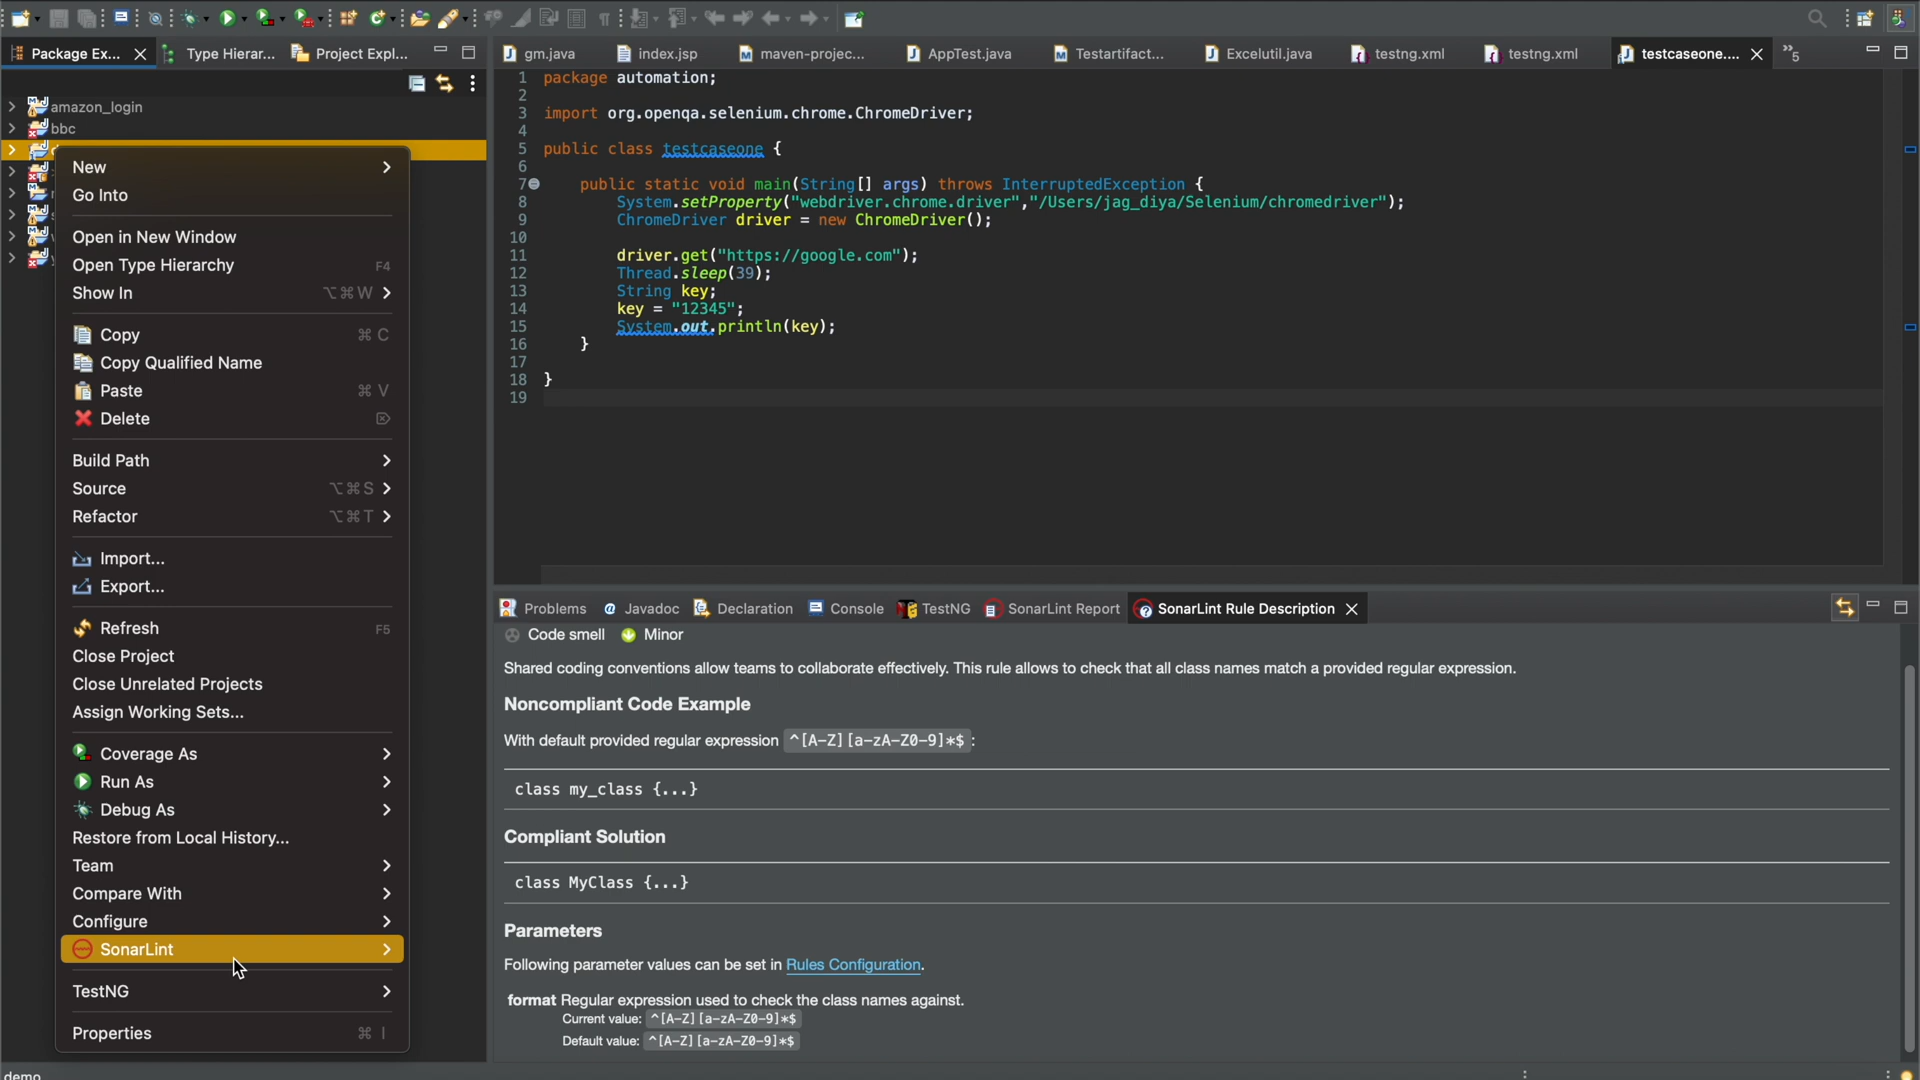 Package Ex...
Type Hierar...
Project Expl...
gm.java
index.jsp
maven-projec...
AppTest.java
Testartifact...
Excelutil.java
testng.xml
testng.xml
testcaseone....
»5
amazon_login
bbc
New
Go Into
Open in New Window
Open Type Hierarchy F4
Show In ⌥⌘W
Copy ⌘ C
Copy Qualified Name
Paste ⌘ V
Delete ⌦
Build Path
Source ⌥⌘S
Refactor ⌥⌘T
Import...
Export...
Refresh F5
Close Project
Close Unrelated Projects
Assign Working Sets...
Coverage As
Run As
Debug As
Restore from Local History...
Team
Compare With
Configure
SonarLint
TestNG
Properties ⌘ I
demo
1 package automation;
2
3 import org.openqa.selenium.chrome.ChromeDriver;
4
5 public class testcaseone {
6
7 public static void main(String[] args) throws InterruptedException {
8 System.setProperty("webdriver.chrome.driver","/Users/jag_diya/Selenium/chromedriver");
9 ChromeDriver driver = new ChromeDriver();
10
11 driver.get("https://google.com");
12 Thread.sleep(39);
13 String key;
14 key = "12345";
15 System.out.println(key);
16 }
17
18 }
19
Problems
Javadoc
Declaration
Console
TestNG
SonarLint Report
SonarLint Rule Description
Code smell Minor
Shared coding conventions allow teams to collaborate effectively. This rule allows to check that all class names match a provided regular expression.
Noncompliant Code Example
With default provided regular expression ^[A-Z][a-zA-Z0-9]*$ :
class my_class {...}
Compliant Solution
class MyClass {...}
Parameters
Following parameter values can be set in Rules Configuration.
format Regular expression used to check the class names against.
Current value: ^[A-Z][a-zA-Z0-9]*$
Default value: ^[A-Z][a-zA-Z0-9]*$